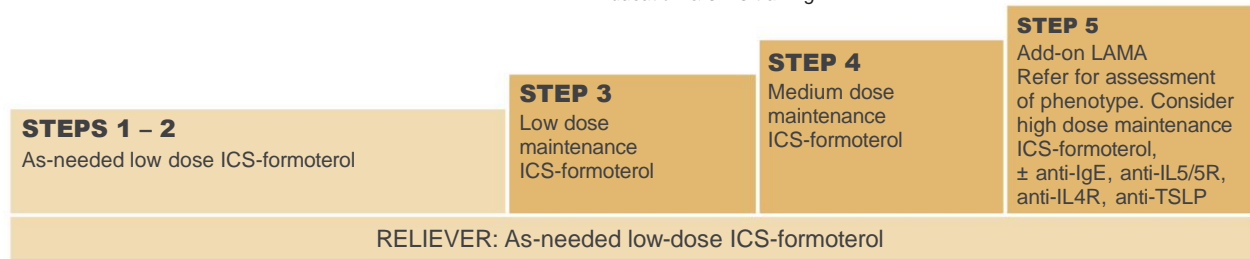 STEP 5
Add-on LAMA
Refer for assessment
of phenotype. Consider
high dose maintenance
ICS-formoterol,
± anti-IgE, anti-IL5/5R,
anti-IL4R, anti-TSLP
STEP 4
Medium dose
maintenance
ICS-formoterol
STEP 3
Low dose
maintenance
ICS-formoterol
STEPS 1 – 2
As-needed low dose ICS-formoterol
RELIEVER: As-needed low-dose ICS-formoterol